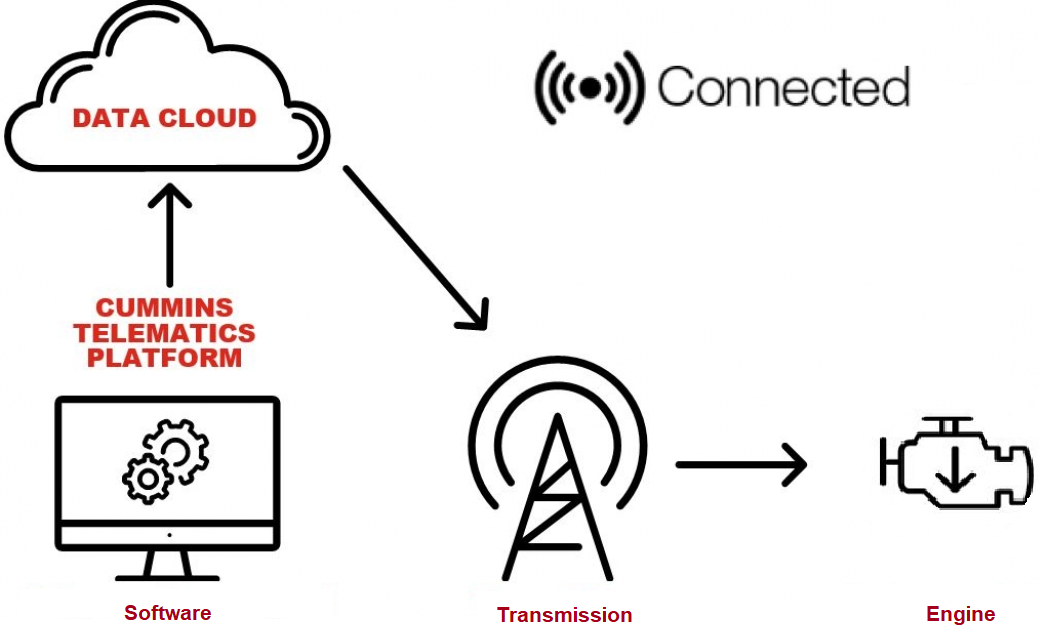 DATA CLOUD
Connected
CUMMINS
TELEMATICS
PLATFORM
Software
Transmission
Engine